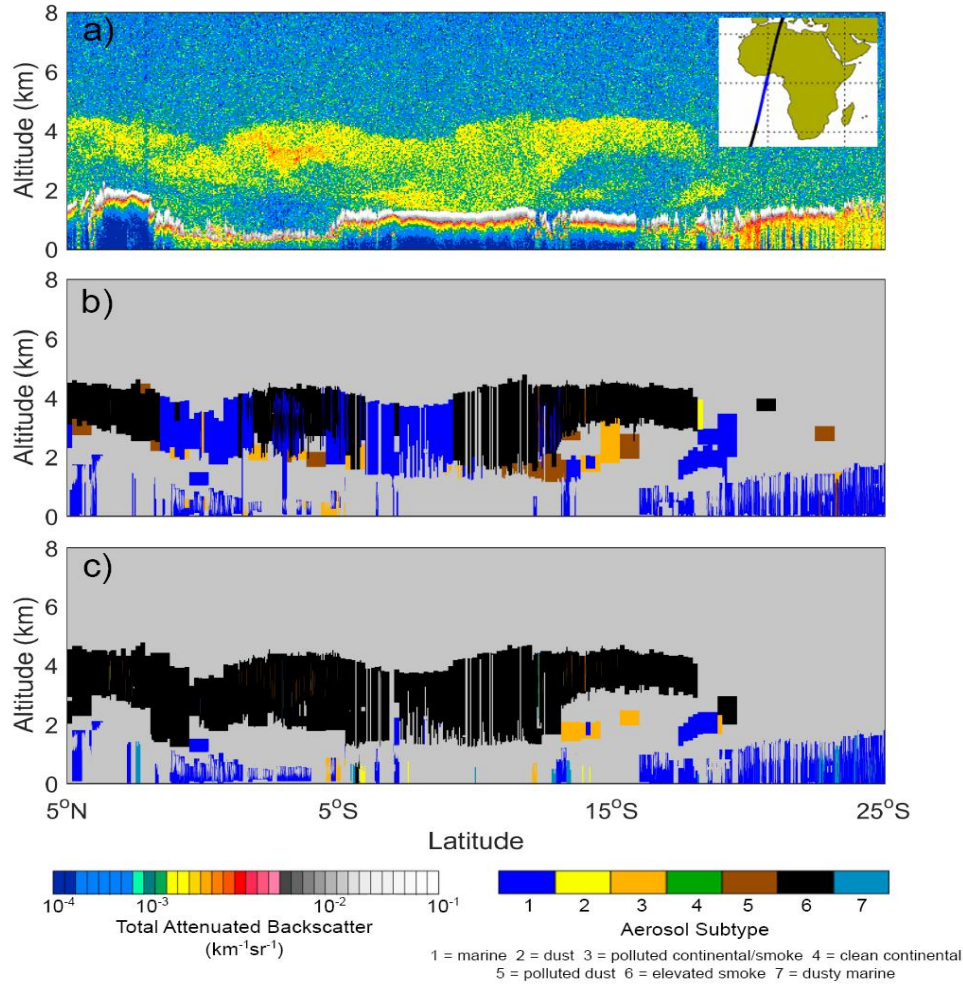 a)
8
6
4
2
0
Altitude (km)
b)
8
6
4
2
0
Altitude (km)
c)
8
6
4
2
0
Altitude (km)
5°N 5°S 15°S 25°S
Latitude
10⁻⁴ 10⁻³ 10⁻² 10⁻¹
Total Attenuated Backscatter
(km⁻¹sr⁻¹)
1 2 3 4 5 6 7
Aerosol Subtype
1 = marine 2 = dust 3 = polluted continental/smoke 4 = clean continental
5 = polluted dust 6 = elevated smoke 7 = dusty marine